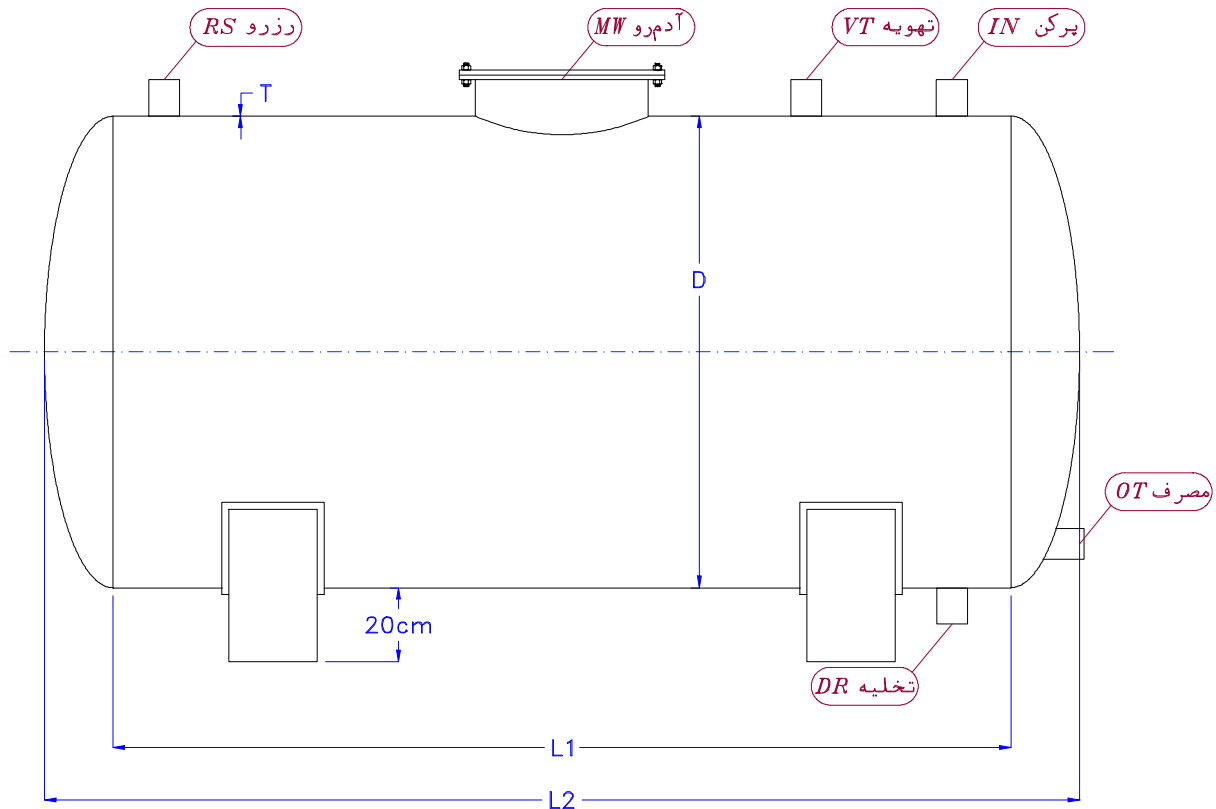 رزرو RS
آدم‌رو MW
تهویه VT
پرکن IN
T
D
مصرف OT
20cm
تخلیه DR
L1
L2